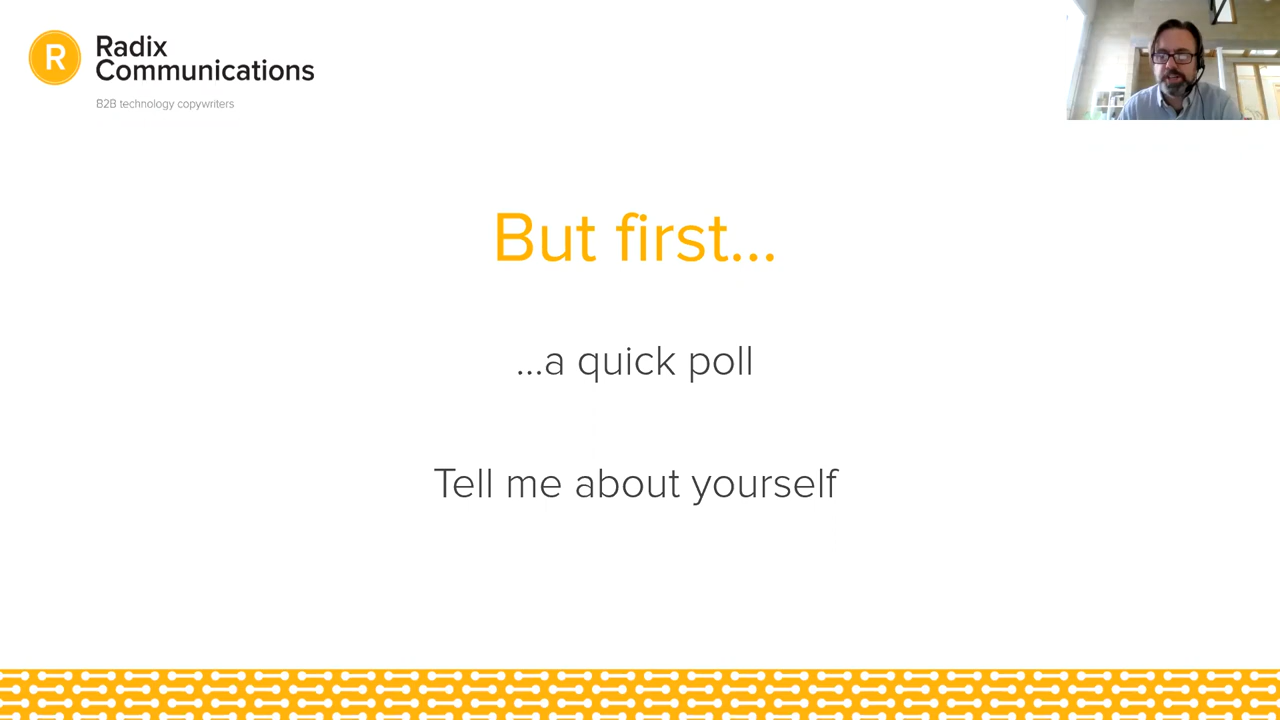 R
Radix
Communications
B2B technology copywriters
But first...
...a quick poll
Tell me about yourself